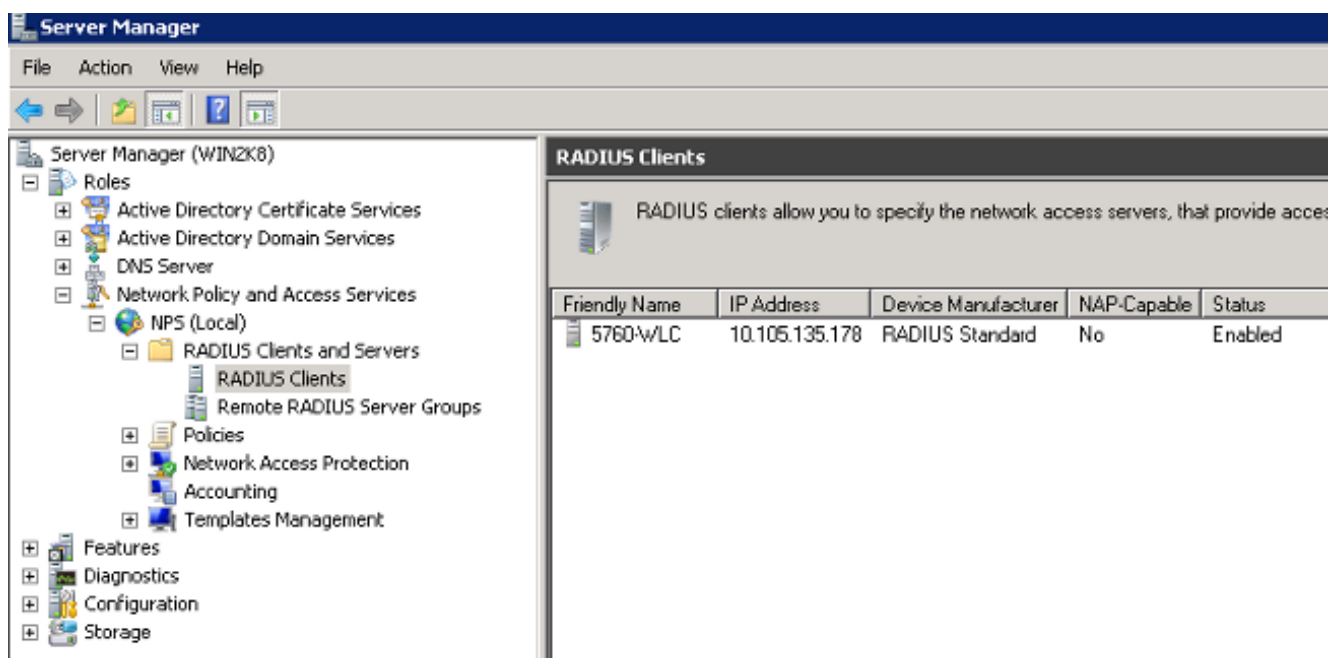 Server Manager
File Action View Help
Server Manager (WIN2K8)
Roles
Active Directory Certificate Services
Active Directory Domain Services
DNS Server
Network Policy and Access Services
NPS (Local)
RADIUS Clients and Servers
RADIUS Clients
Remote RADIUS Server Groups
Policies
Network Access Protection
Accounting
Templates Management
Features
Diagnostics
Configuration
Storage
RADIUS Clients
RADIUS clients allow you to specify the network access servers, that provide acces
Friendly Name IP Address Device Manufacturer NAP-Capable Status
5760-WLC 10.105.135.178 RADIUS Standard No Enabled